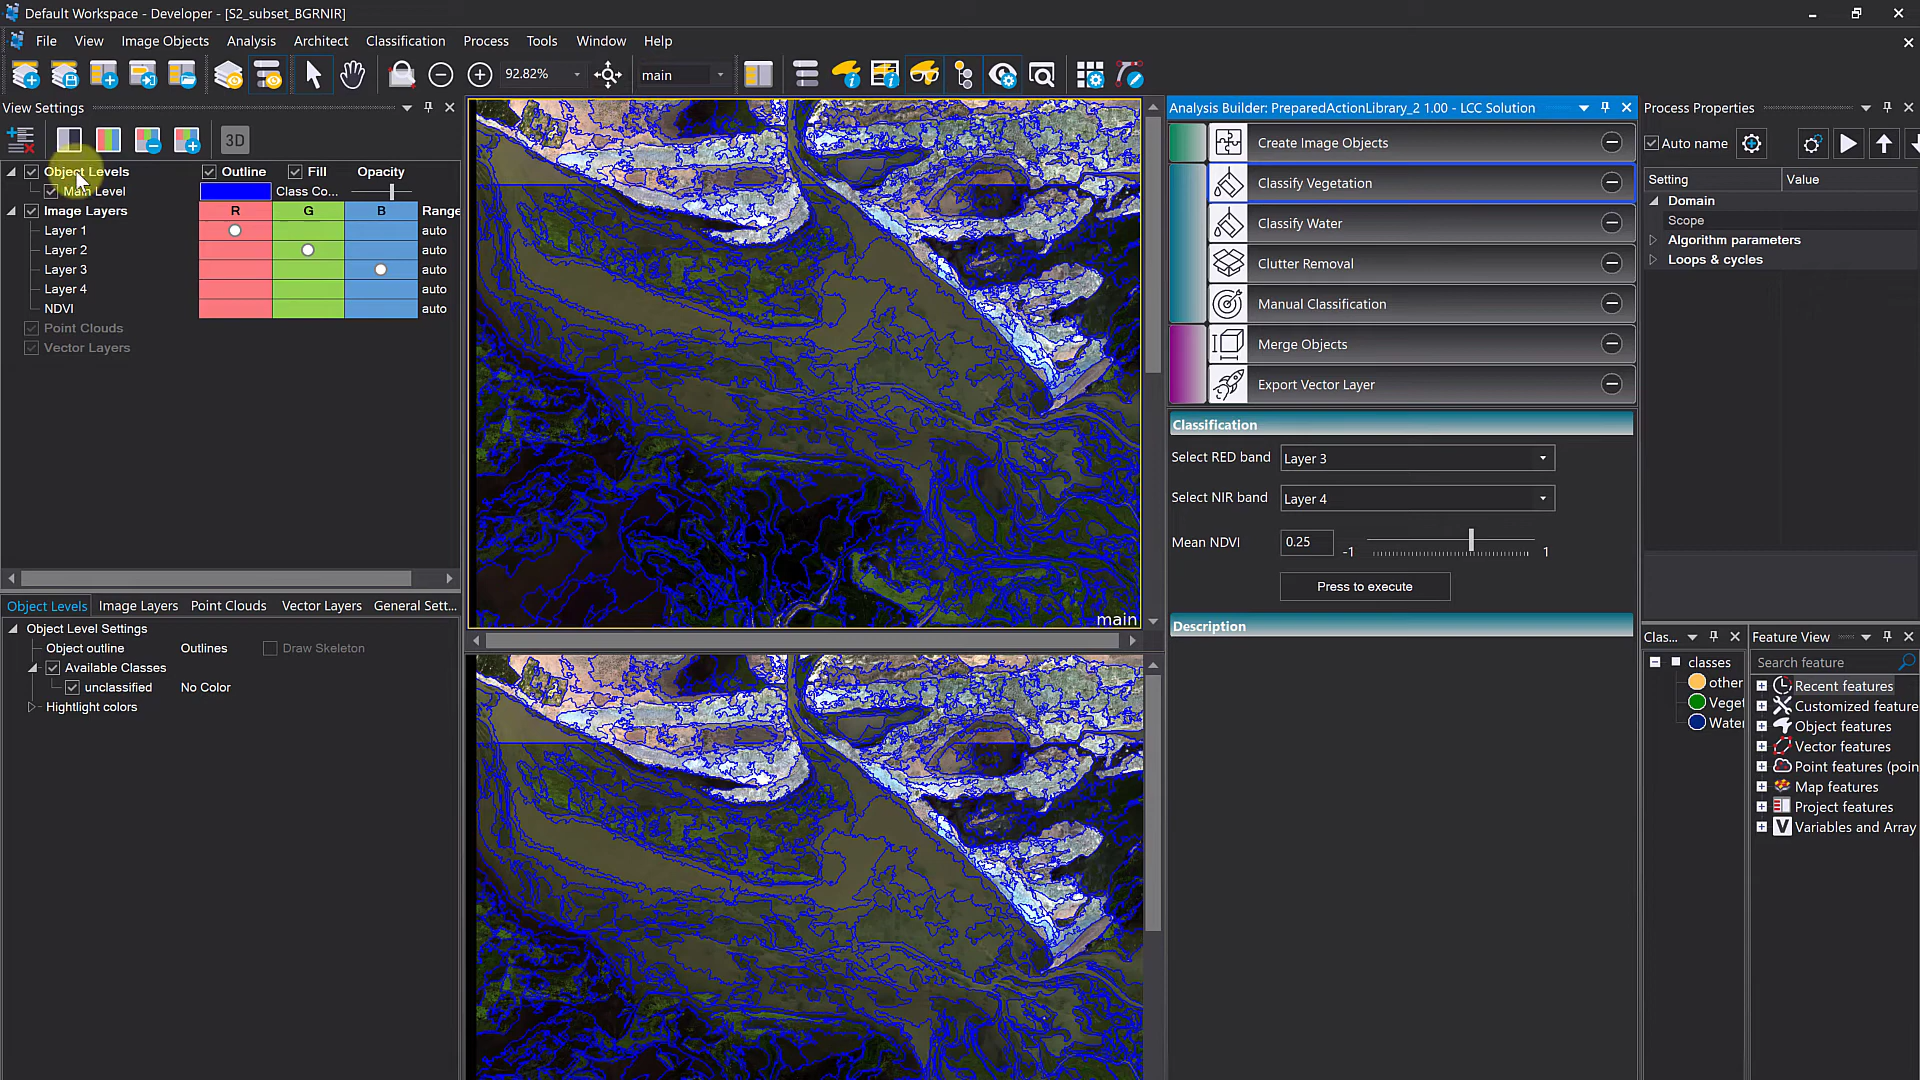 Default Workspace - Developer - [S2_subset_BGRNIR]
File View Image Objects Analysis Architect Classification Process Tools Window Help
92.82% main
View Settings
3D
Object Levels Outline Fill Opacity
Main Level Class Co...
Image Layers R G B Range
Layer 1 auto
Layer 2 auto
Layer 3 auto
Layer 4 auto
NDVI auto
Point Clouds
Vector Layers
Object Levels Image Layers Point Clouds Vector Layers General Sett...
Object Level Settings
Object outline Outlines Draw Skeleton
Available Classes
unclassified No Color
Hightlight colors
main
Analysis Builder: PreparedActionLibrary_2 1.00 - LCC Solution
Create Image Objects
Classify Vegetation
Classify Water
Clutter Removal
Manual Classification
Merge Objects
Export Vector Layer
Classification
Select RED band Layer 3
Select NIR band Layer 4
Mean NDVI 0.25 -1 1
Press to execute
Description
Process Properties
Auto name
Setting Value
Domain
Scope
Algorithm parameters
Loops & cycles
Clas...
classes
other
Veget
Water
Feature View
Search feature
Recent features
Customized feature
Object features
Vector features
Point features (poin
Map features
Project features
Variables and Array